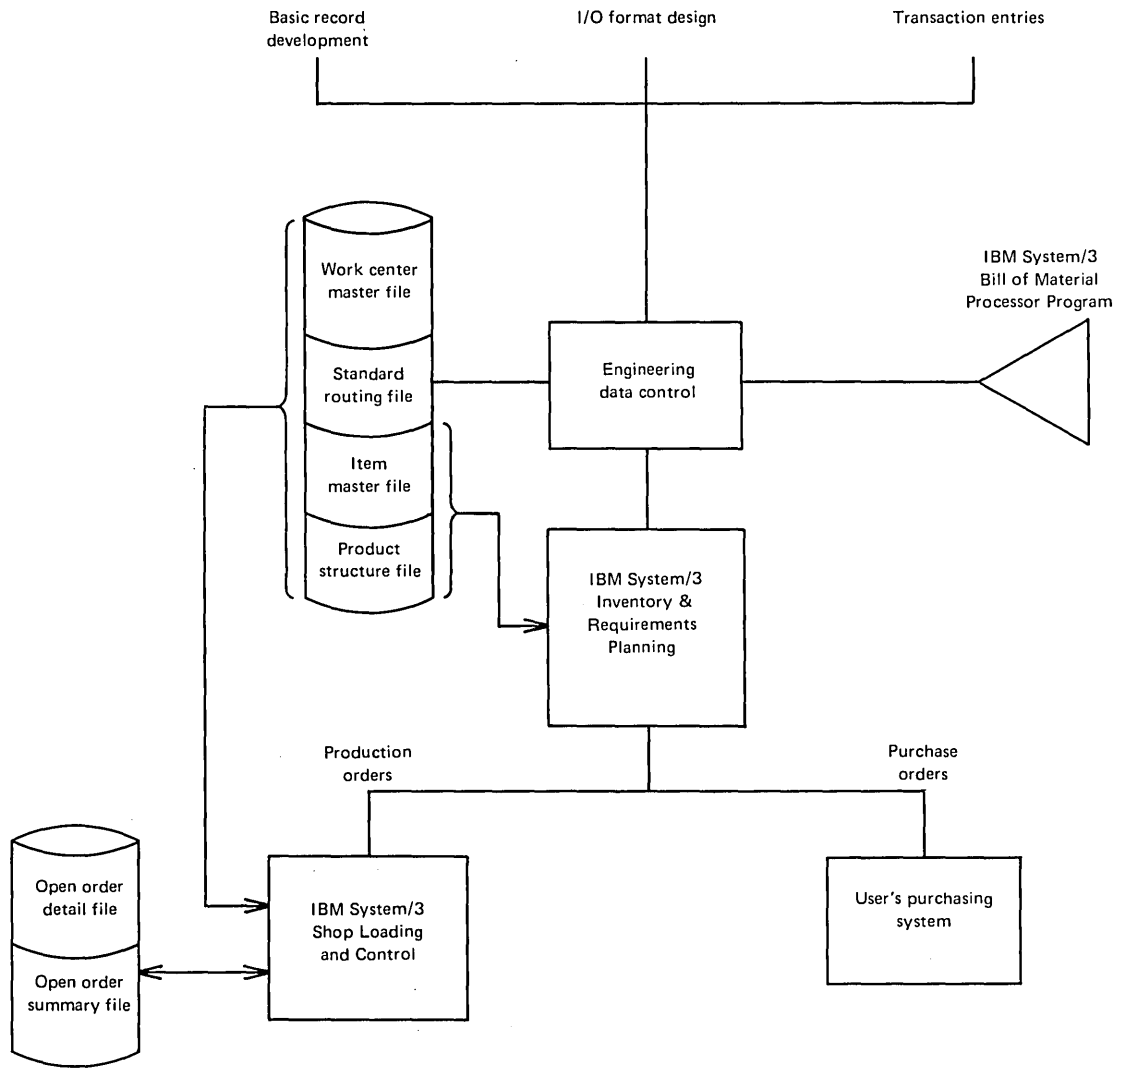 Basic record
development
I/O format design
Transaction entries
Work center
master file
Standard
routing file
Item
master file
Product
structure file
Engineering
data control
IBM System/3
Bill of Material
Processor Program
IBM System/3
Inventory &
Requirements
Planning
Production
orders
Purchase
orders
Open order
detail file
Open order
summary file
IBM System/3
Shop Loading
and Control
User's purchasing
system